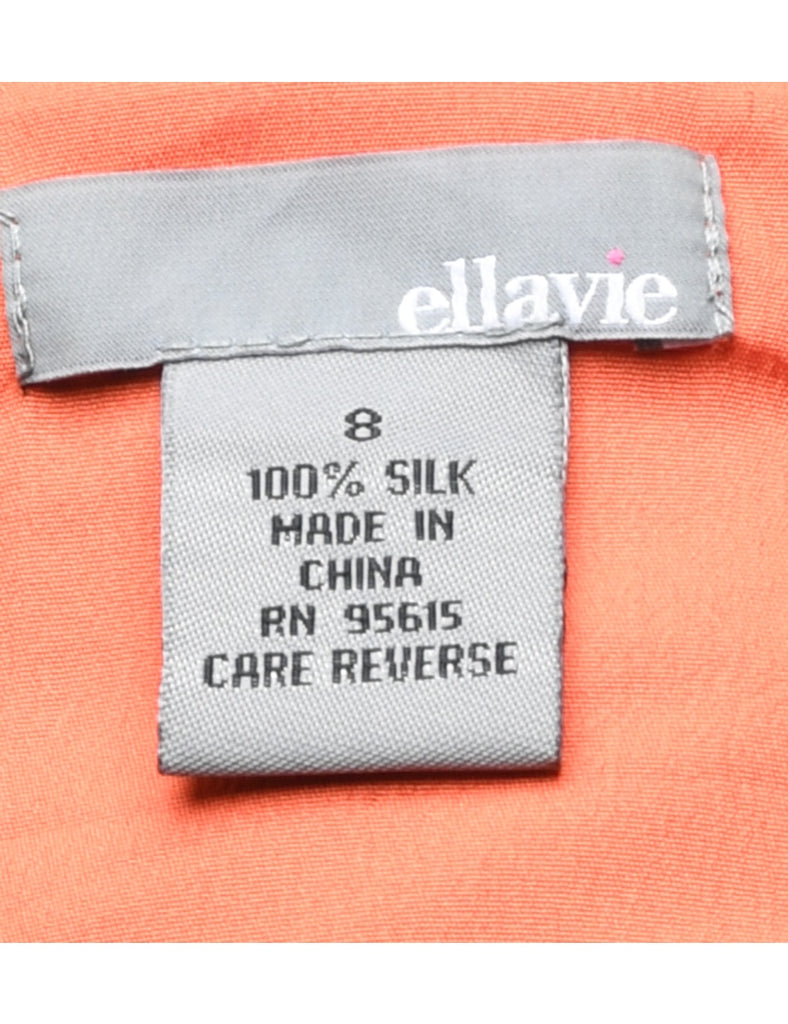 ellavie
8
100% SILK
MADE IN
CHINA
RN 95615
CARE REVERSE